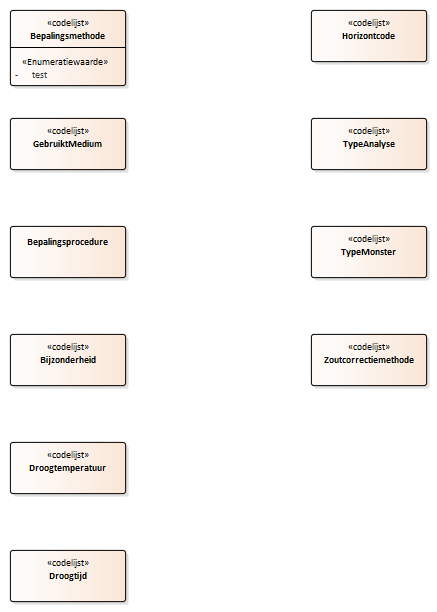 «codelijst»
Bepalingsmethode
«Enumeratiewaarde»
- test
«codelijst»
Horizontcode
«codelijst»
GebruiktMedium
«codelijst»
TypeAnalyse
Bepalingsprocedure
«codelijst»
TypeMonster
«codelijst»
Bijzonderheid
«codelijst»
Zoutcorrectiemethode
«codelijst»
Droogtemperatuur
«codelijst»
Droogtijd